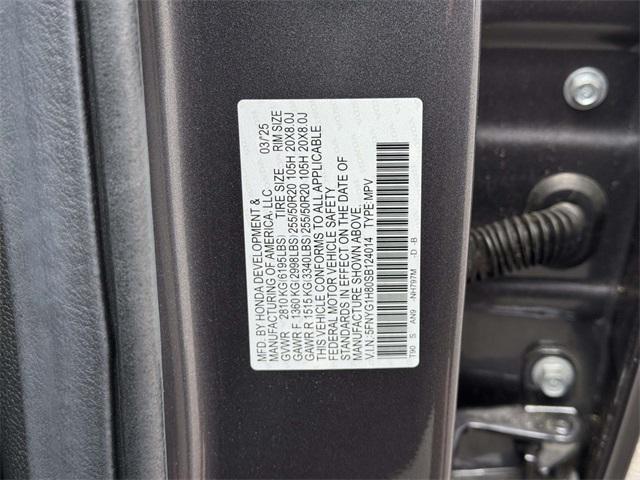 MFD. BY HONDA DEVELOPMENT &
MANUFACTURING OF AMERICA, LLC 03/'25
GVWR 2810KG(6195LBS) TIRE SIZE RIM SIZE
GAWR F 1360KG(2998LBS) 255/50R20 105H 20X8.0J
GAWR R 1515KG(3340LBS) 255/50R20 105H 20X8.0J
THIS VEHICLE CONFORMS TO ALL APPLICABLE
FEDERAL MOTOR VEHICLE SAFETY
STANDARDS IN EFFECT ON THE DATE OF
MANUFACTURE SHOWN ABOVE.
V.I.N.:5FNYG1H80SB124014 TYPE:MPV
T90 S AN9 -NH797M -D -B